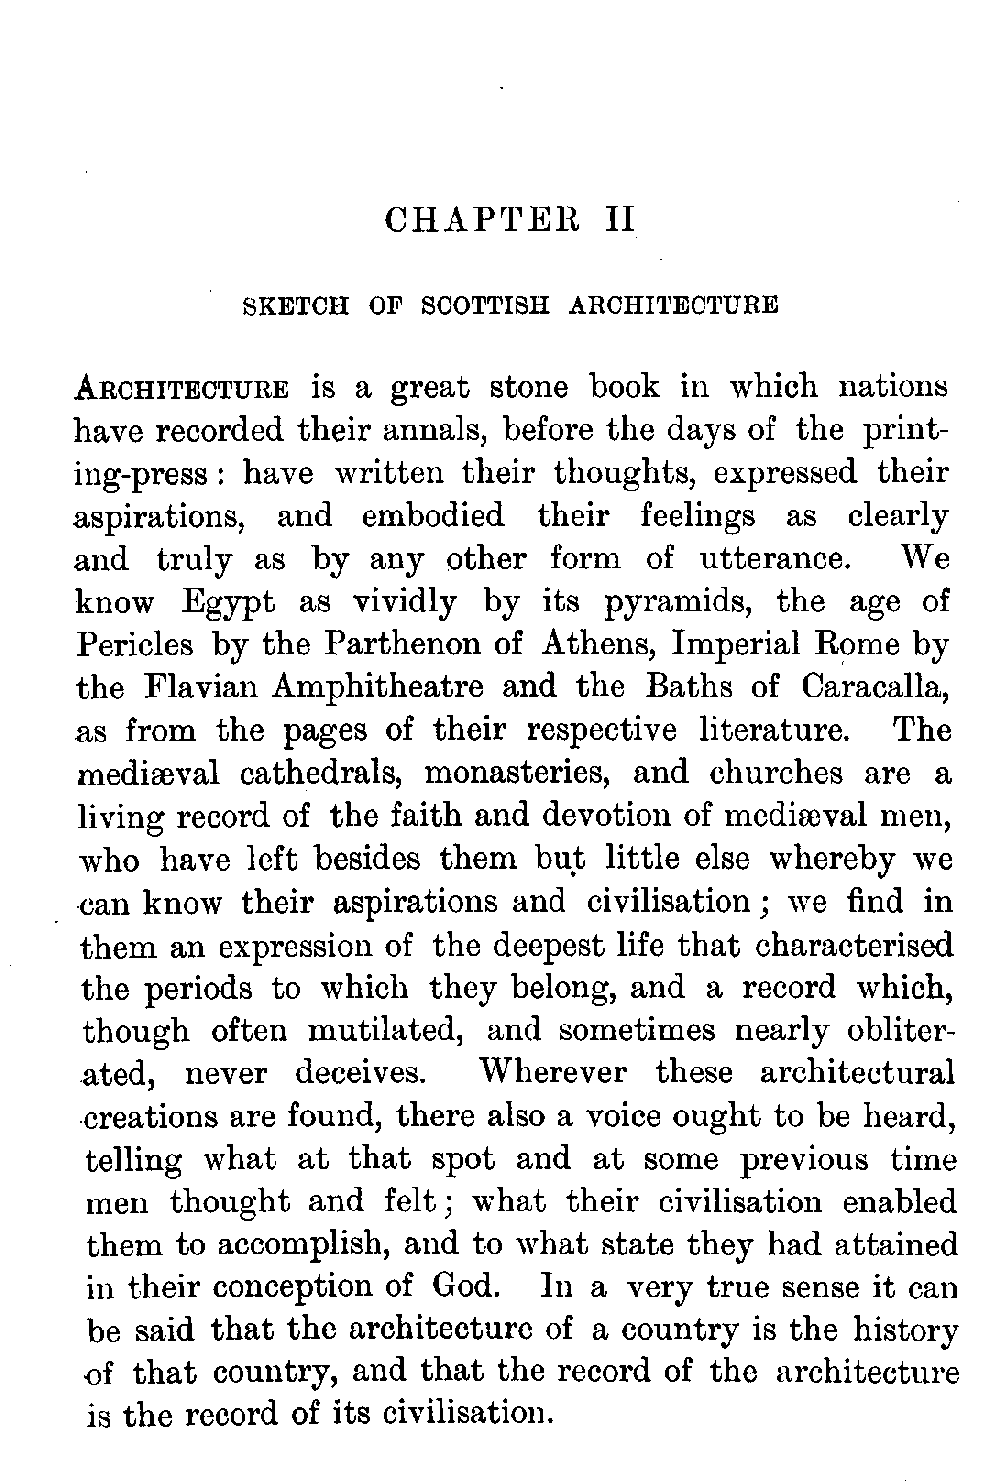 CHAPTER II
SKETCH OF SCOTTISH ARCHITECTURE
ARCHITECTURE is a great stone book in which nations
have recorded their annals, before the days of the print-
ing-press : have written their thoughts, expressed their
aspirations, and embodied their feelings as clearly
and truly as by any other form of utterance. We
know Egypt as vividly by its pyramids, the age of
Pericles by the Parthenon of Athens, Imperial Rome by
the Flavian Amphitheatre and the Baths of Caracalla,
as from the pages of their respective literature. The
mediæval cathedrals, monasteries, and churches are a
living record of the faith and devotion of mediæval men,
who have left besides them but little else whereby we
can know their aspirations and civilisation ; we find in
them an expression of the deepest life that characterised
the periods to which they belong, and a record which,
though often mutilated, and sometimes nearly obliter-
ated, never deceives. Wherever these architectural
creations are found, there also a voice ought to be heard,
telling what at that spot and at some previous time
men thought and felt ; what their civilisation enabled
them to accomplish, and to what state they had attained
in their conception of God. In a very true sense it can
be said that the architecture of a country is the history
of that country, and that the record of the architecture
is the record of its civilisation.